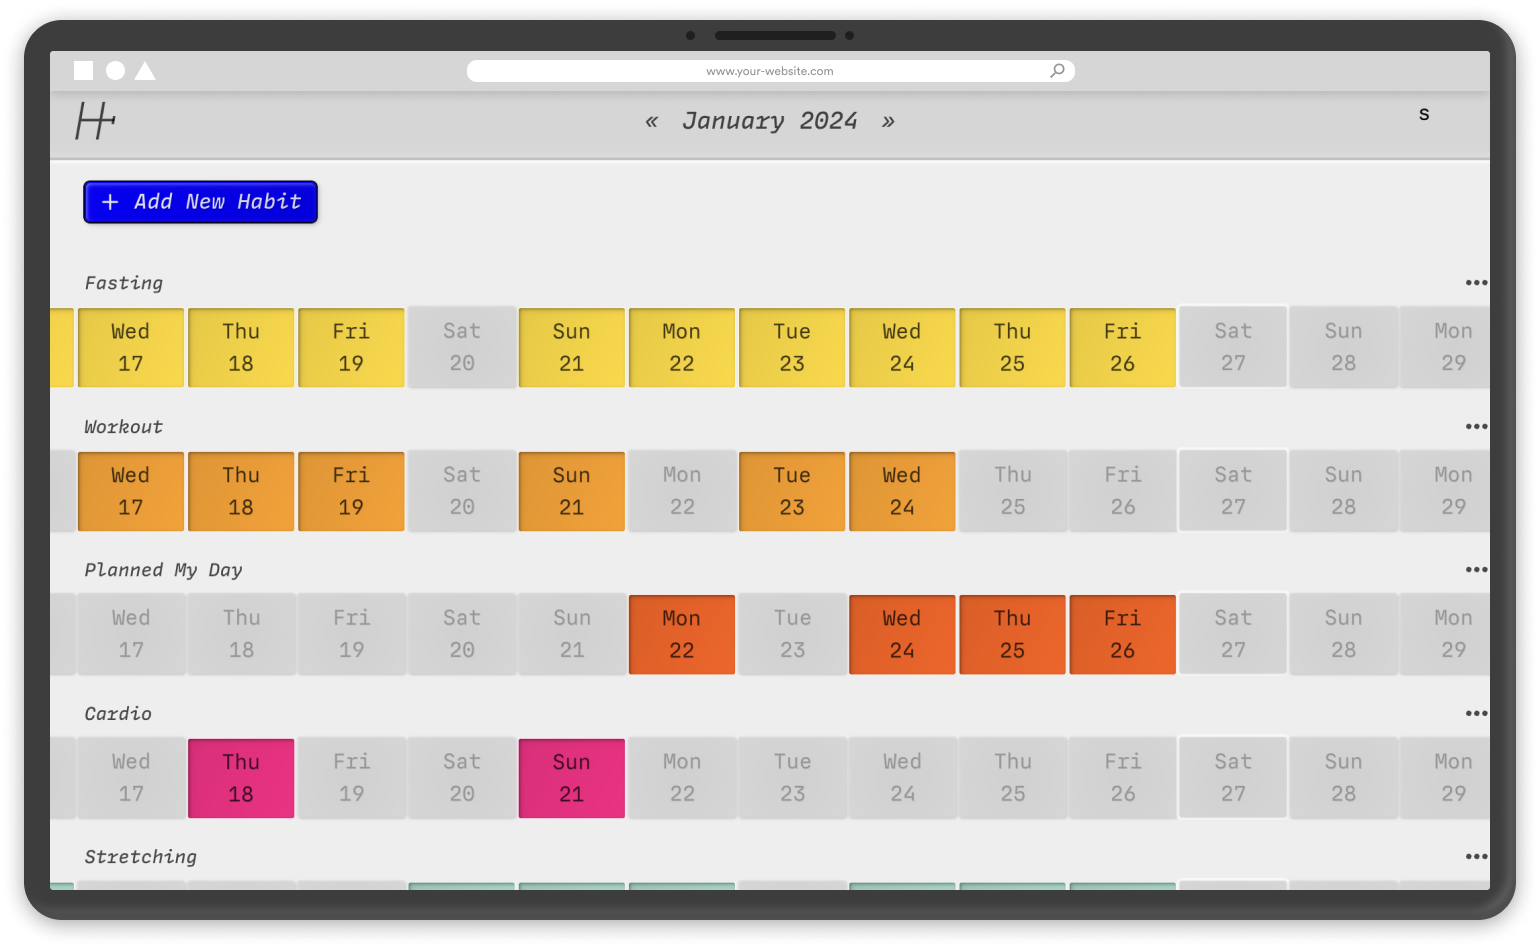 www.your-website.com
H
« January 2024 »
S
+ Add New Habit
Fasting
Wed Thu Fri Sat Sun Mon Tue Wed Thu Fri Sat Sun Mon
17 18 19 20 21 22 23 24 25 26 27 28 29
Workout
Wed Thu Fri Sat Sun Mon Tue Wed Thu Fri Sat Sun Mon
17 18 19 20 21 22 23 24 25 26 27 28 29
Planned My Day
Wed Thu Fri Sat Sun Mon Tue Wed Thu Fri Sat Sun Mon
17 18 19 20 21 22 23 24 25 26 27 28 29
Cardio
Wed Thu Fri Sat Sun Mon Tue Wed Thu Fri Sat Sun Mon
17 18 19 20 21 22 23 24 25 26 27 28 29
Stretching